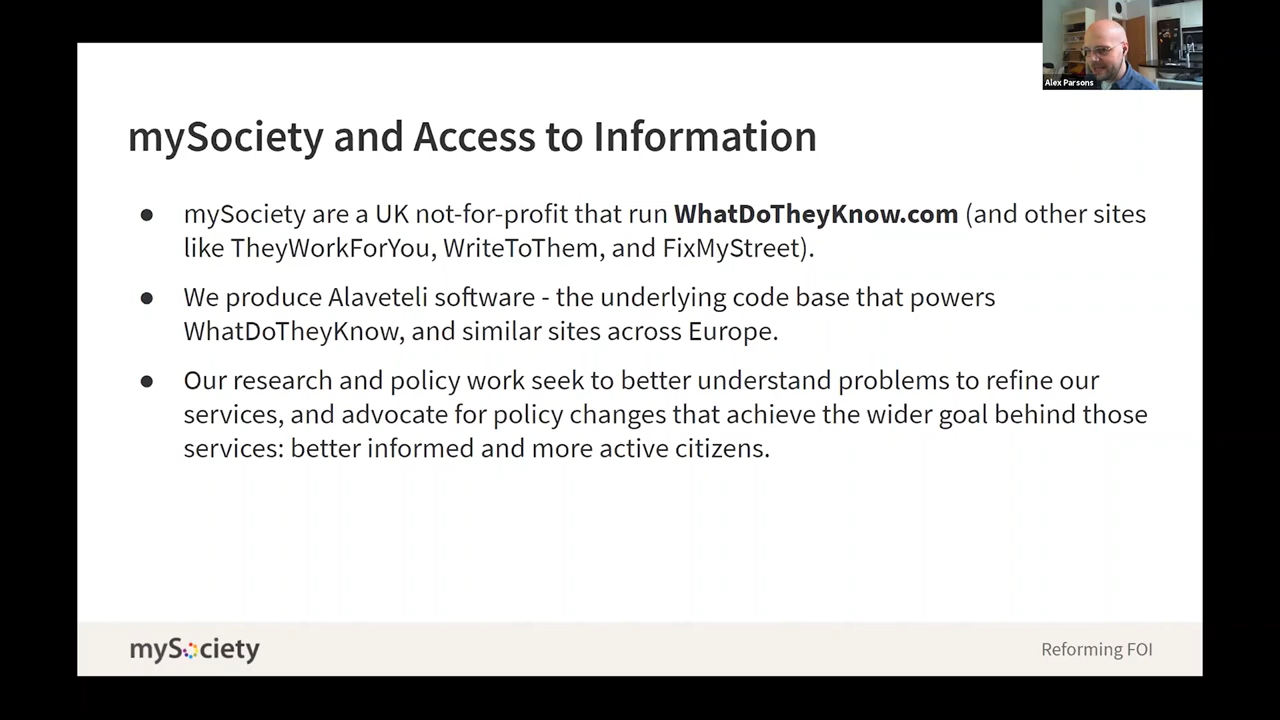 Alex Parsons
mySociety and Access to Information
● mySociety are a UK not-for-profit that run WhatDoTheyKnow.com (and other sites
like TheyWorkForYou, WriteToThem, and FixMyStreet).
● We produce Alaveteli software - the underlying code base that powers
WhatDoTheyKnow, and similar sites across Europe.
● Our research and policy work seek to better understand problems to refine our
services, and advocate for policy changes that achieve the wider goal behind those
services: better informed and more active citizens.
mySociety
Reforming FOI